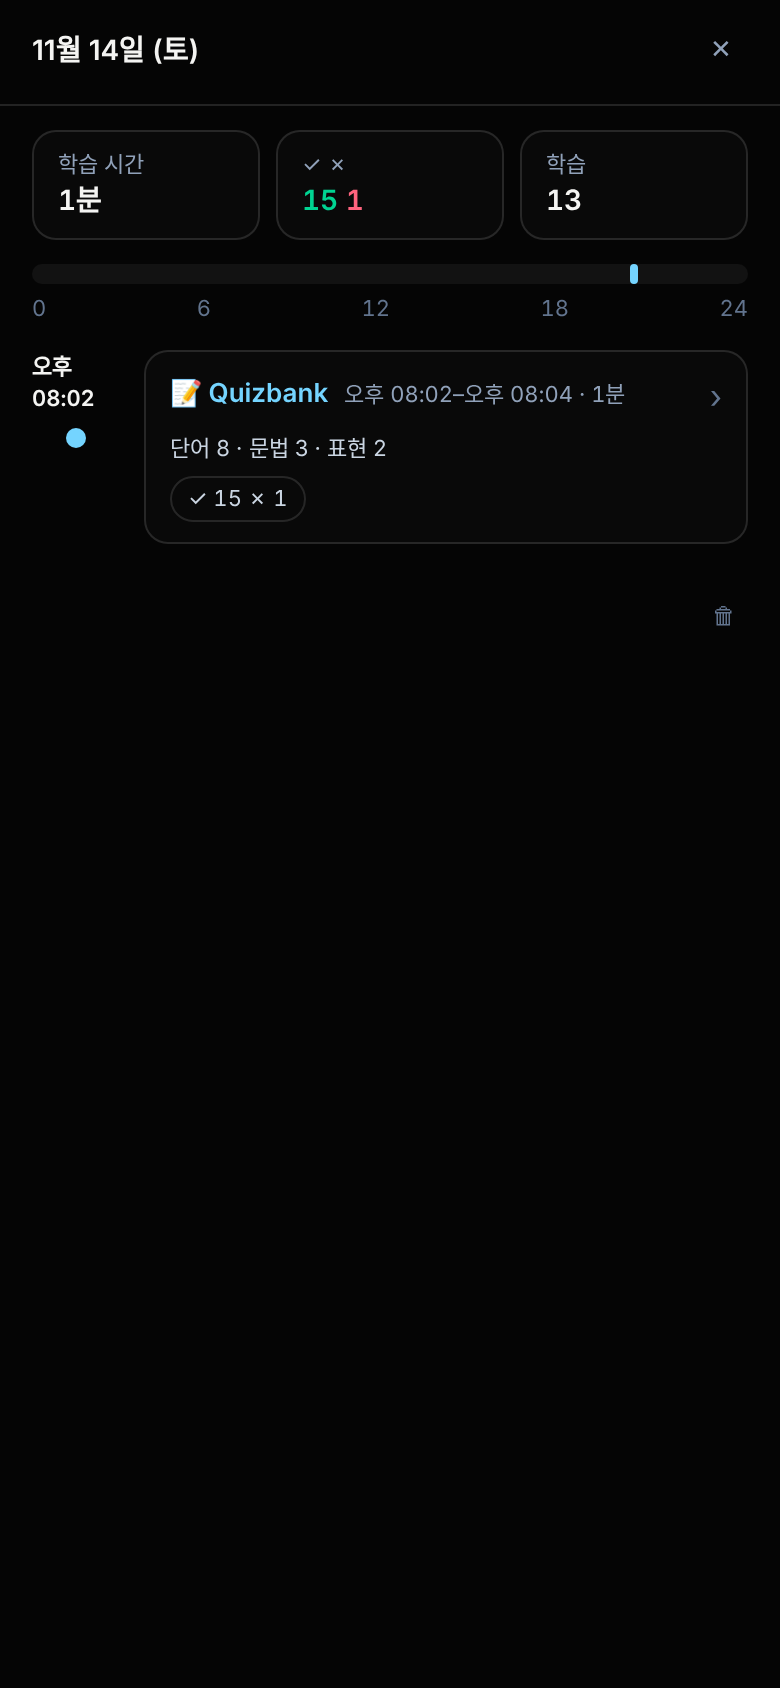 11월 14일 (토) ×
학습 시간
1분
✓ ×
15 1
학습
13
0 6 12 18 24
오후
08:02
📝 Quizbank 오후 08:02–오후 08:04 · 1분 ›
단어 8 · 문법 3 · 표현 2
✓ 15 × 1